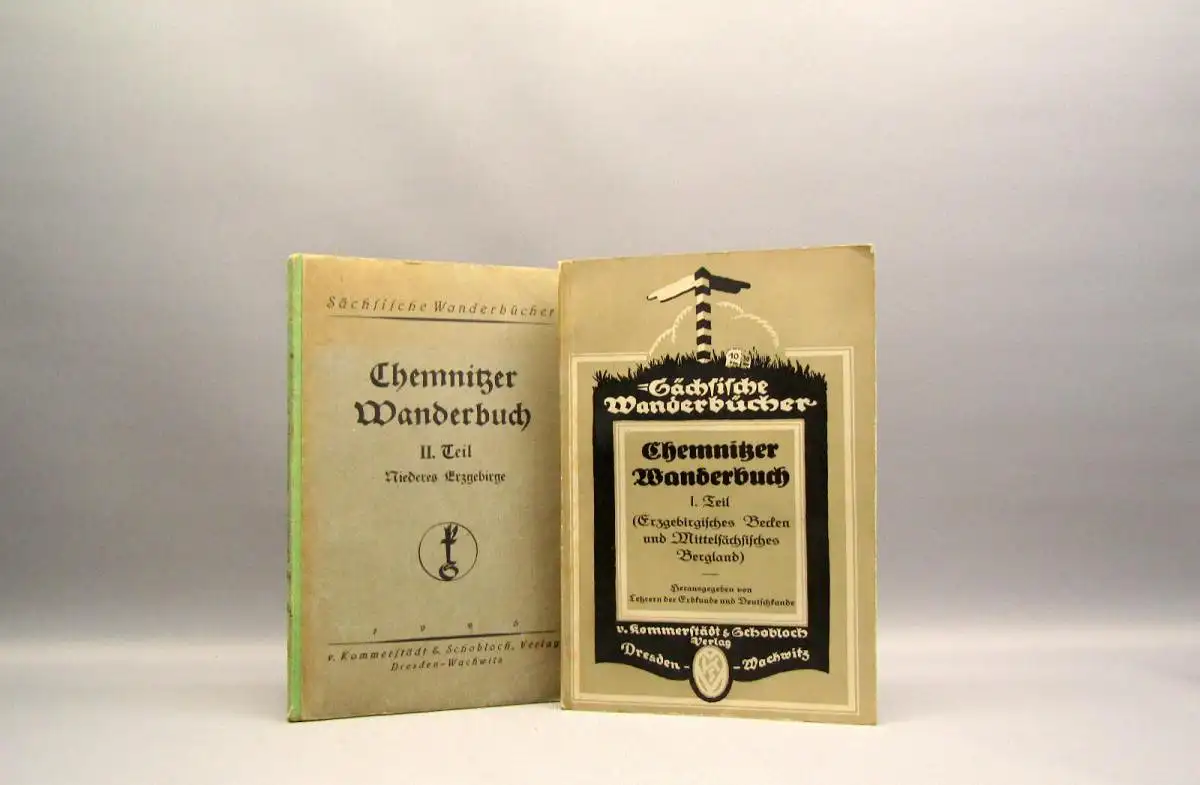 Sächsische Wanderbücher
Chemnitzer
Wanderbuch
II. Teil
Niederes Erzgebirge
v. Kommerstädt & Schobloch, Verlag
Dresden-Wachwitz
10
Sächsische
Wanderbücher
Chemnitzer
Wanderbuch
I. Teil
(Erzgebirgisches Becken
und Mittelsächsisches
Bergland)
Herausgegeben von
Lehrern der Erdkunde und Deutschkunde
v. Kommerstädt & Schobloch
Verlag
Dresden- -Wachwitz